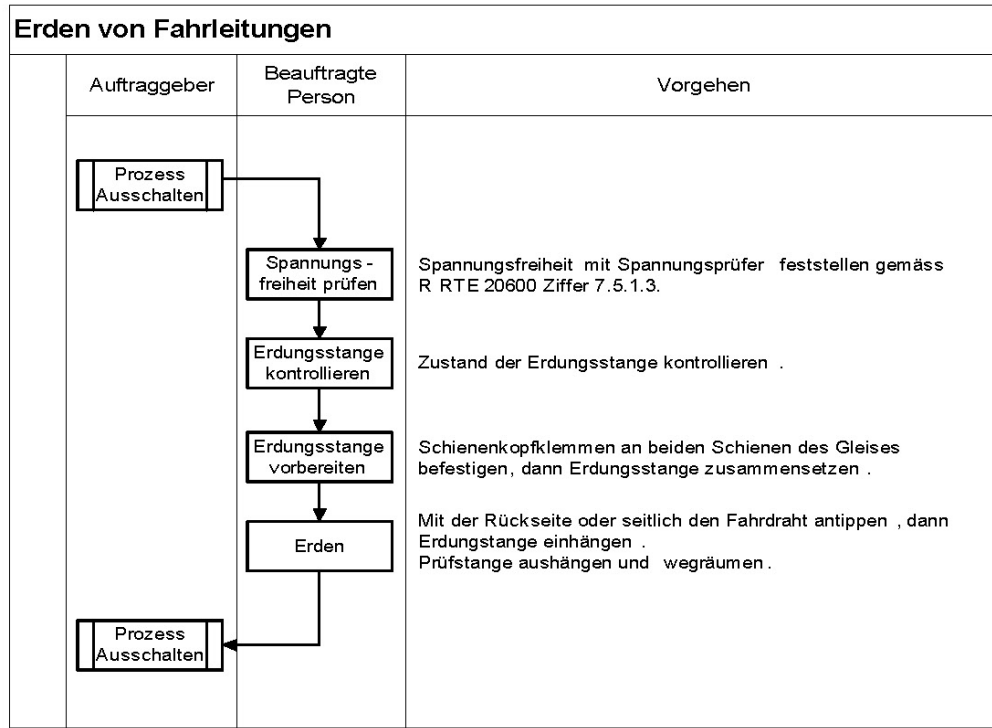 Erden von Fahrleitungen
Auftraggeber
Beauftragte
Person
Vorgehen
Prozess
Ausschalten
Spannungs -
freiheit prüfen
Spannungsfreiheit mit Spannungsprüfer feststellen gemäss
R RTE 20600 Ziffer 7.5.1.3.
Erdungsstange
kontrollieren
Zustand der Erdungsstange kontrollieren .
Erdungsstange
vorbereiten
Schienenkopfklemmen an beiden Schienen des Gleises
befestigen, dann Erdungsstange zusammensetzen .
Erden
Mit der Rückseite oder seitlich den Fahrdraht antippen , dann
Erdungstange einhängen .
Prüfstange aushängen und wegräumen .
Prozess
Ausschalten